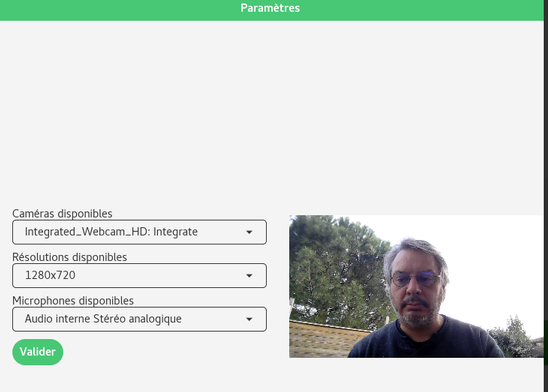 Paramètres
Caméras disponibles
Integrated_Webcam_HD: Integrate
Résolutions disponibles
1280x720
Microphones disponibles
Audio interne Stéréo analogique
Valider